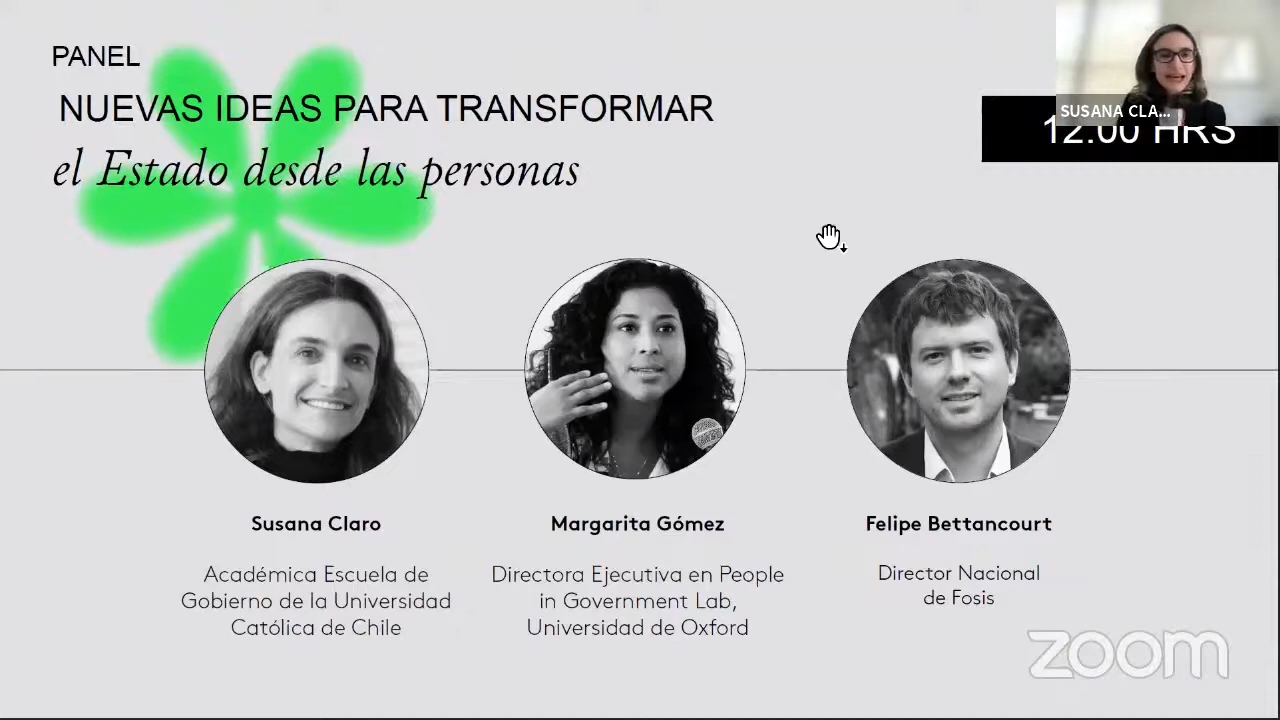 PANEL
NUEVAS IDEAS PARA TRANSFORMAR
el Estado desde las personas
SUSANA CLA...
12:00 HRS
Susana Claro
Académica Escuela de
Gobierno de la Universidad
Católica de Chile
Margarita Gómez
Directora Ejecutiva en People
in Government Lab,
Universidad de Oxford
Felipe Bettancourt
Director Nacional
de Fosis
zoom